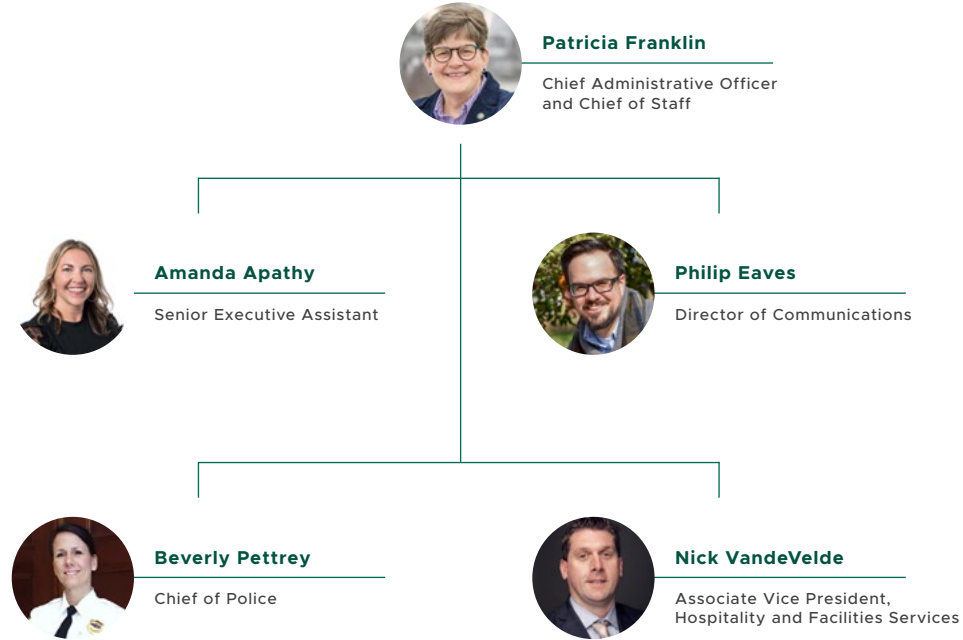 Patricia Franklin
Chief Administrative Officer
and Chief of Staff
Amanda Apathy
Senior Executive Assistant
Philip Eaves
Director of Communications
Beverly Pettrey
Chief of Police
Nick VandeVelde
Associate Vice President,
Hospitality and Facilities Services